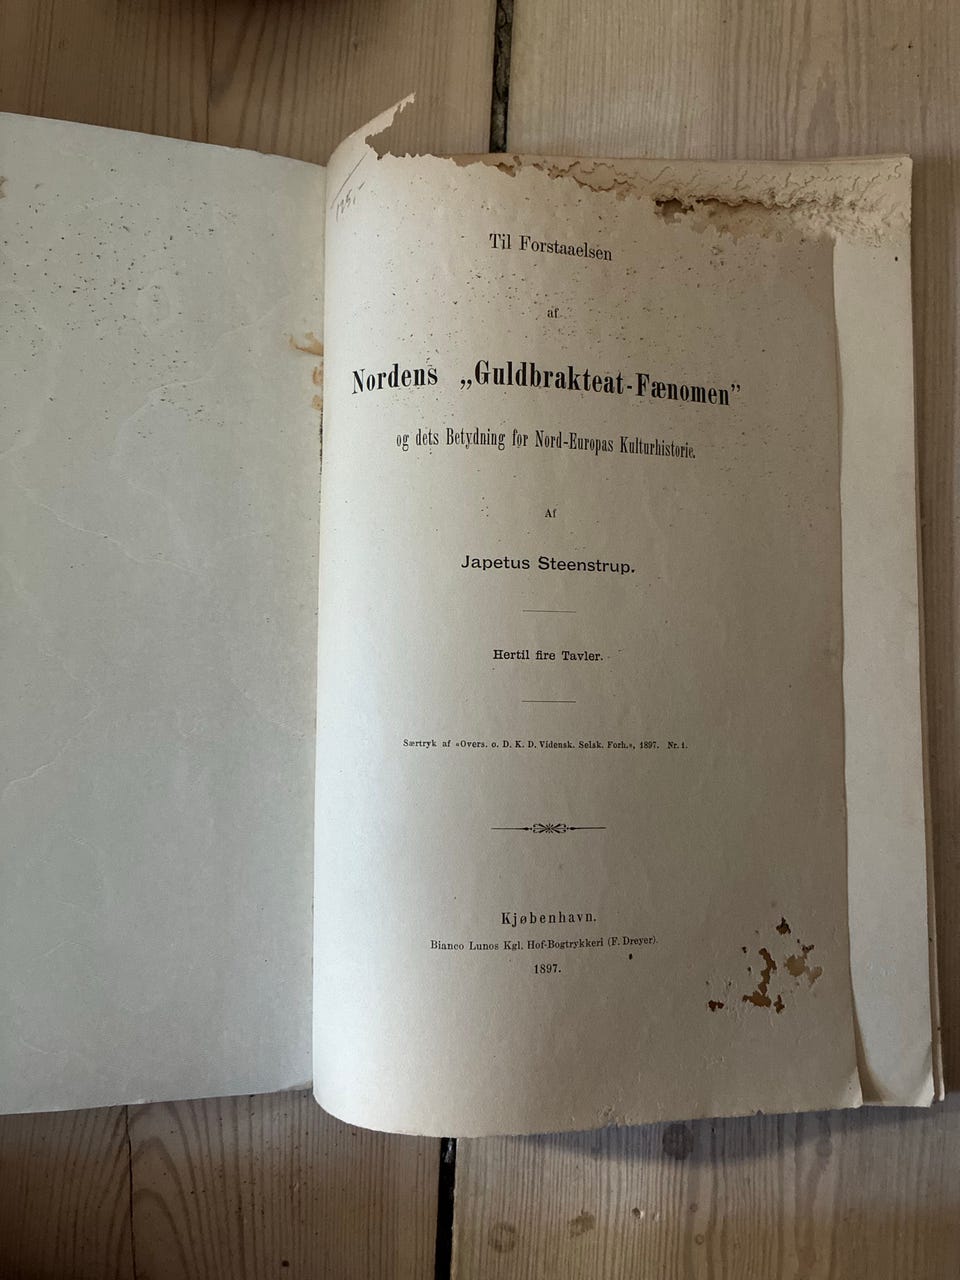 125,-
Til Forstaaelsen
af
Nordens „Guldbrakteat-Fænomen”
og dets Betydning for Nord-Europas Kulturhistorie.
Af
Japetus Steenstrup.
Hertil fire Tavler.
Særtryk af «Overs. o. D. K. D. Vidensk. Selsk. Forh.», 1897. Nr. 1.
Kjøbenhavn.
Bianco Lunos Kgl. Hof-Bogtrykkeri (F. Dreyer).
1897.